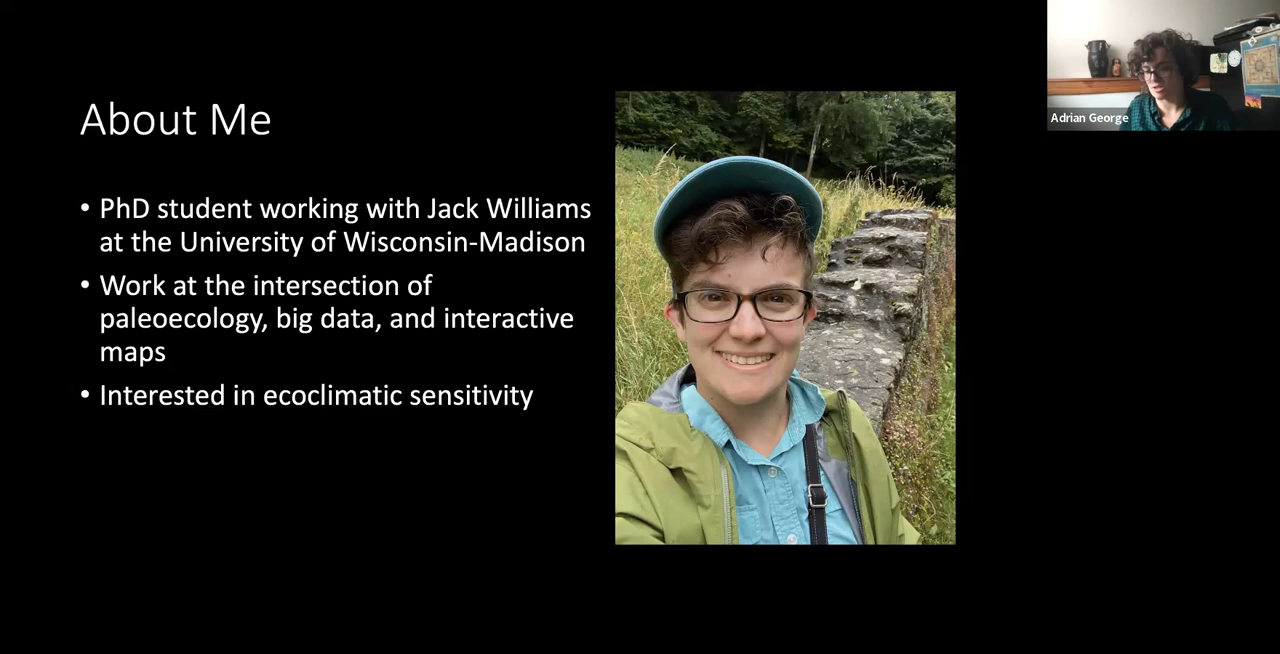 About Me
• PhD student working with Jack Williams
at the University of Wisconsin-Madison
• Work at the intersection of
paleoecology, big data, and interactive
maps
• Interested in ecoclimatic sensitivity
Adrian George